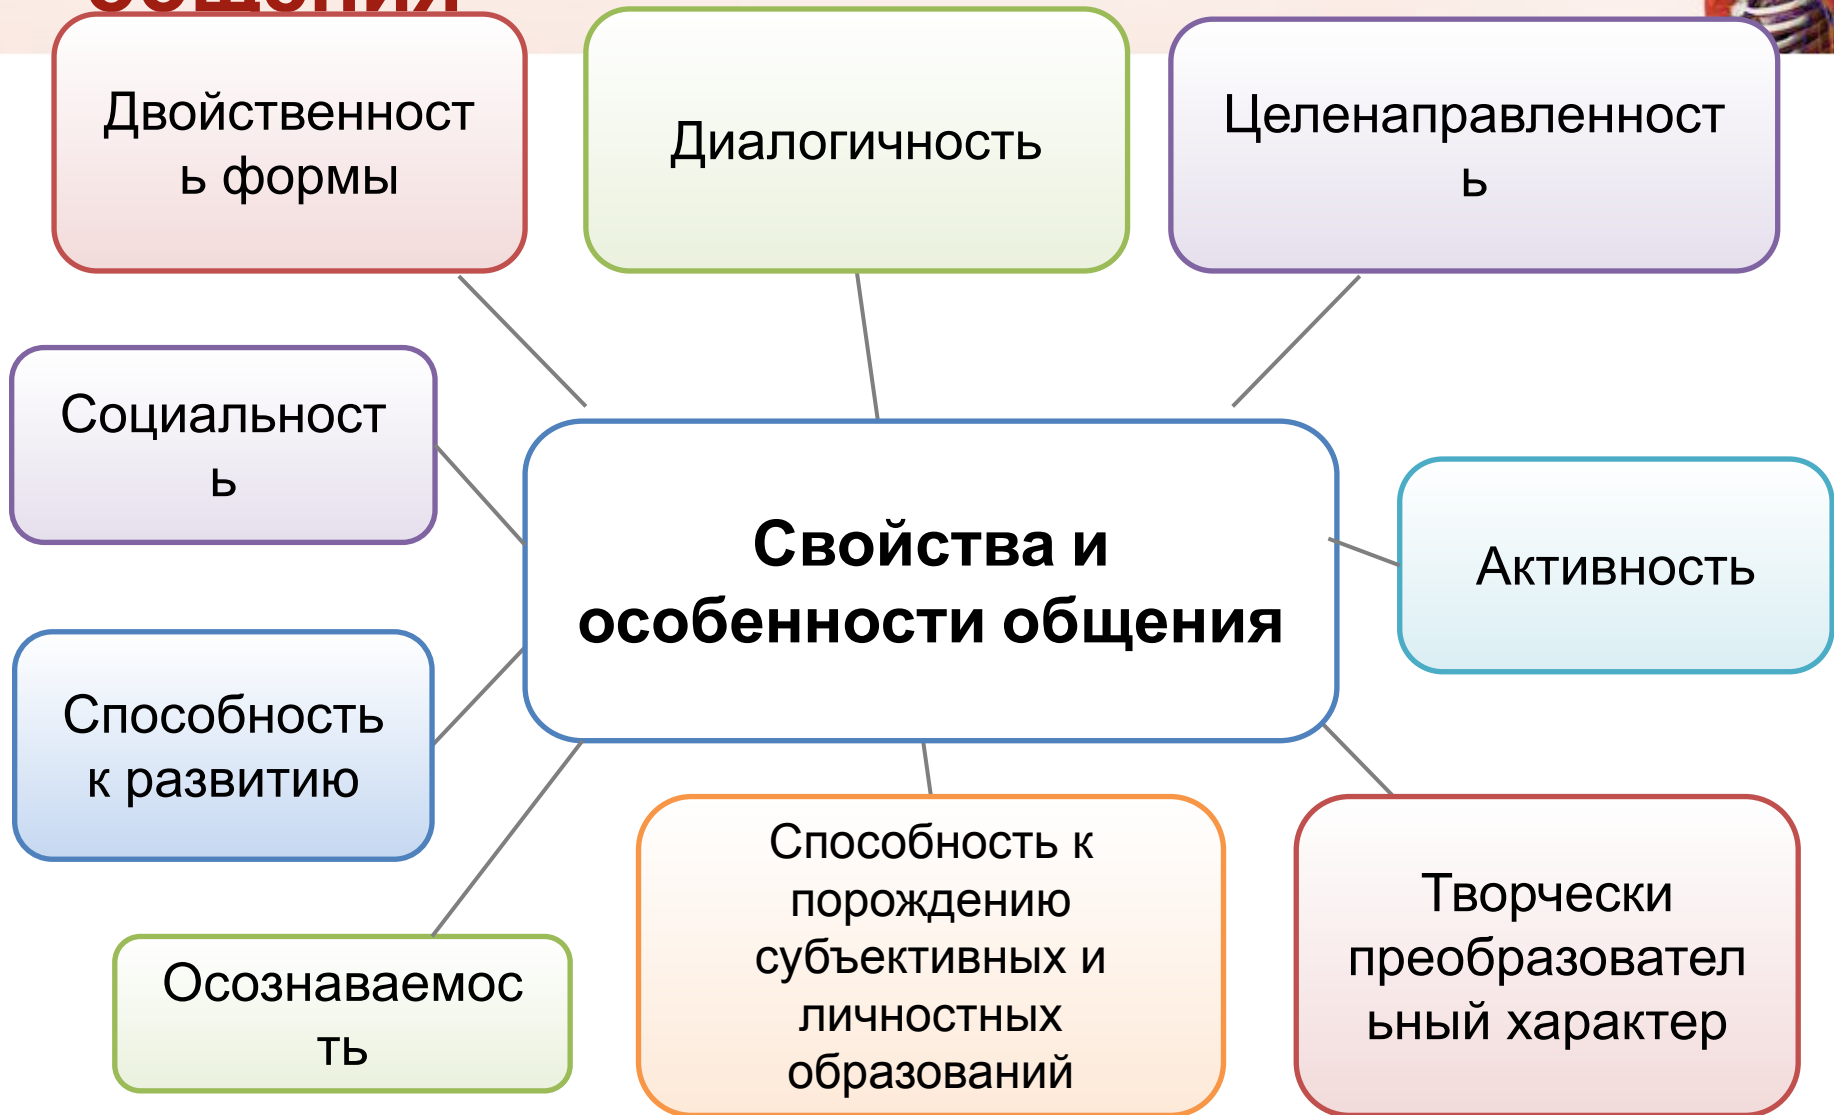 общения
Двойственност
ь формы
Диалогичность
Целенаправленност
ь
Социальност
ь
Свойства и
особенности общения
Активность
Способность
к развитию
Осознаваемос
ть
Способность к
порождению
субъективных и
личностных
образований
Творчески
преобразовател
ьный характер